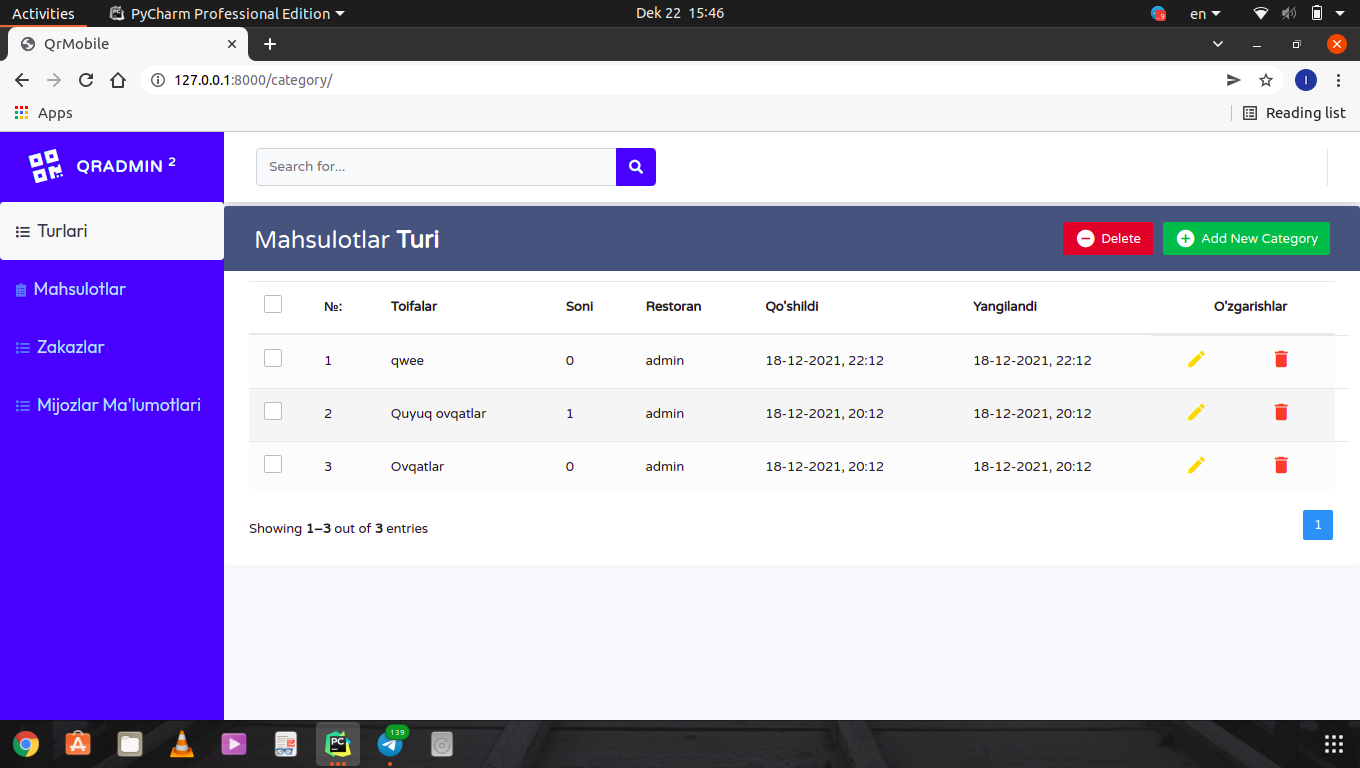 Activities PyCharm Professional Edition Dek 22 15:46 en
QrMobile
127.0.0.1:8000/category/ I
Apps Reading list
QRADMIN 2 Search for...
Turlari
Mahsulotlar Turi Delete Add New Category
Mahsulotlar
Zakazlar
Mijozlar Ma'lumotlari
№: Toifalar Soni Restoran Qo'shildi Yangilandi O'zgarishlar
1 qwee 0 admin 18-12-2021, 22:12 18-12-2021, 22:12
2 Quyuq ovqatlar 1 admin 18-12-2021, 20:12 18-12-2021, 20:12
3 Ovqatlar 0 admin 18-12-2021, 20:12 18-12-2021, 20:12
Showing 1–3 out of 3 entries 1
PC 139